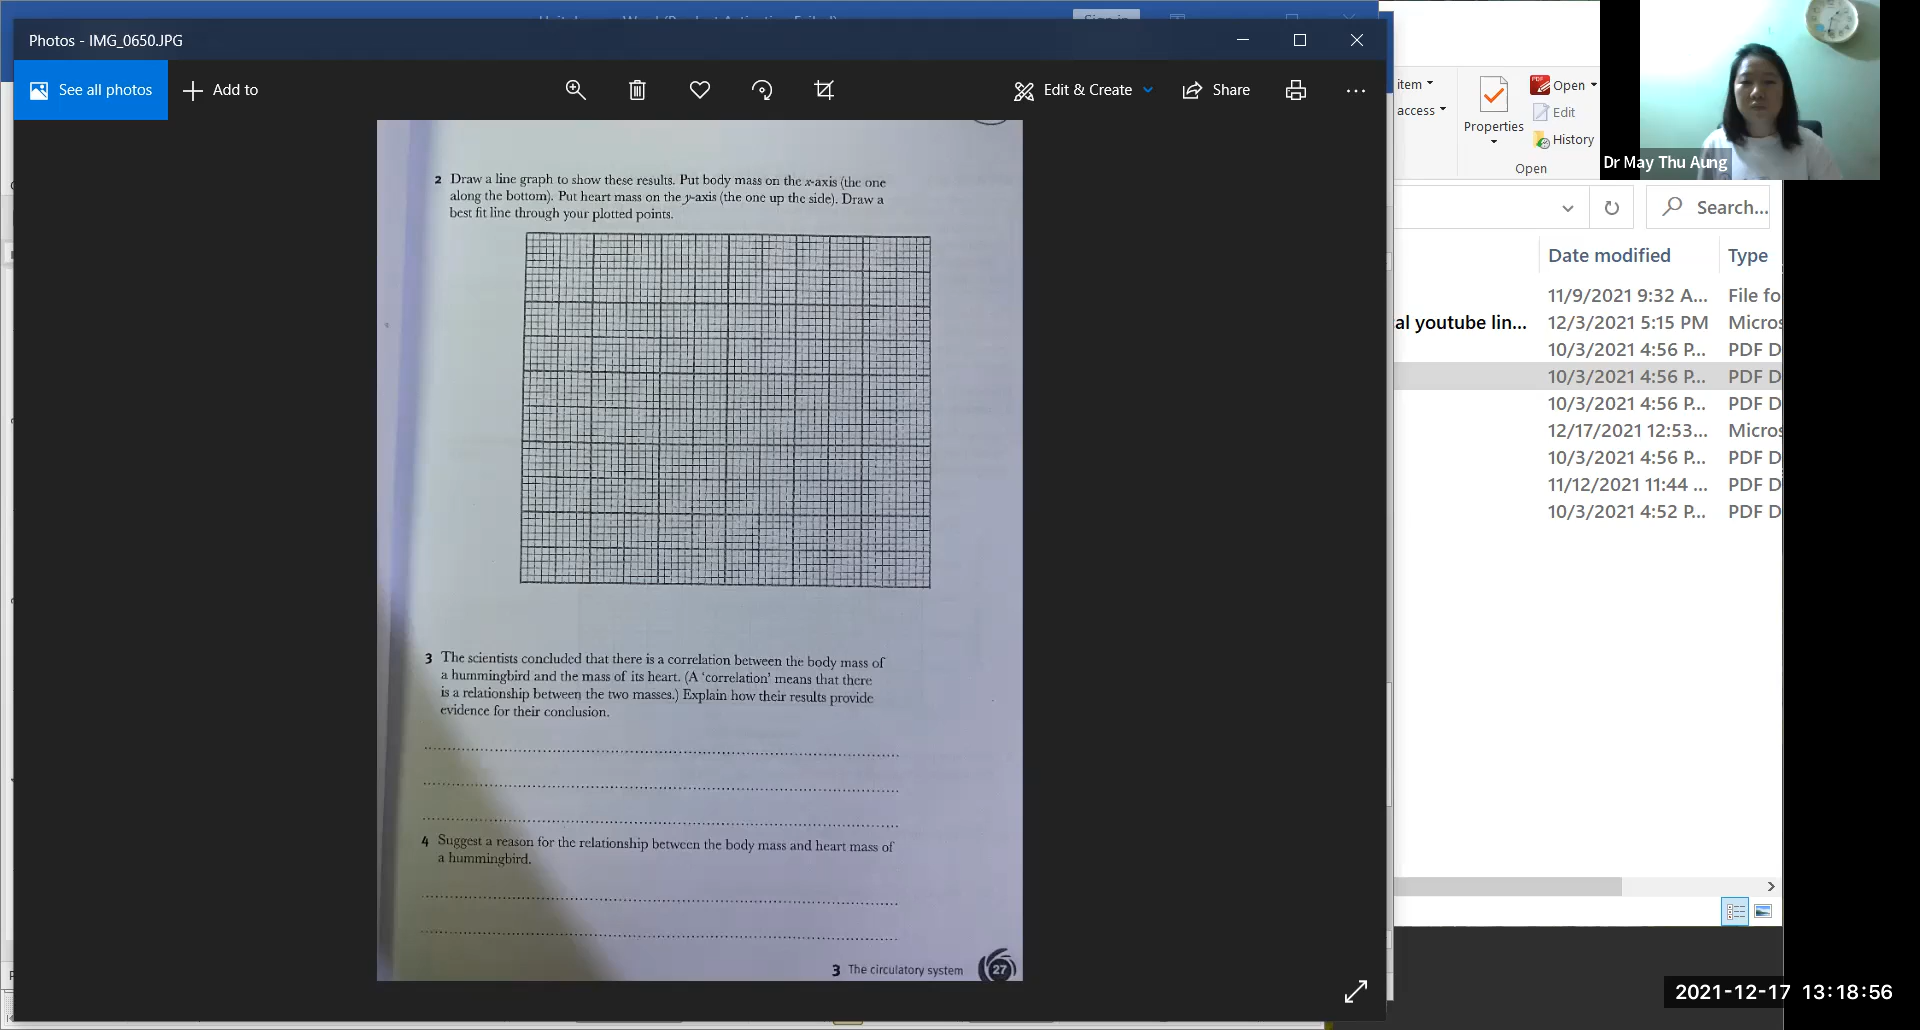 Photos - IMG_0650.JPG
See all photos
Add to
Edit & Create
Share
item
access
Properties
Open
Edit
History
Open
Dr May Thu Aung
Search...
Date modified Type
11/9/2021 9:32 A... File fo
al youtube lin... 12/3/2021 5:15 PM Micros
10/3/2021 4:56 P... PDF D
10/3/2021 4:56 P... PDF D
10/3/2021 4:56 P... PDF D
12/17/2021 12:53... Micros
10/3/2021 4:56 P... PDF D
11/12/2021 11:44 ... PDF D
10/3/2021 4:52 P... PDF D
2 Draw a line graph to show these results. Put body mass on the x-axis (the one
along the bottom). Put heart mass on the y-axis (the one up the side). Draw a
best fit line through your plotted points.
3 The scientists concluded that there is a correlation between the body mass of
a hummingbird and the mass of its heart. (A 'correlation' means that there
is a relationship between the two masses.) Explain how their results provide
evidence for their conclusion.
4 Suggest a reason for the relationship between the body mass and heart mass of
a hummingbird.
3 The circulatory system 27
2021-12-17 13:18:56